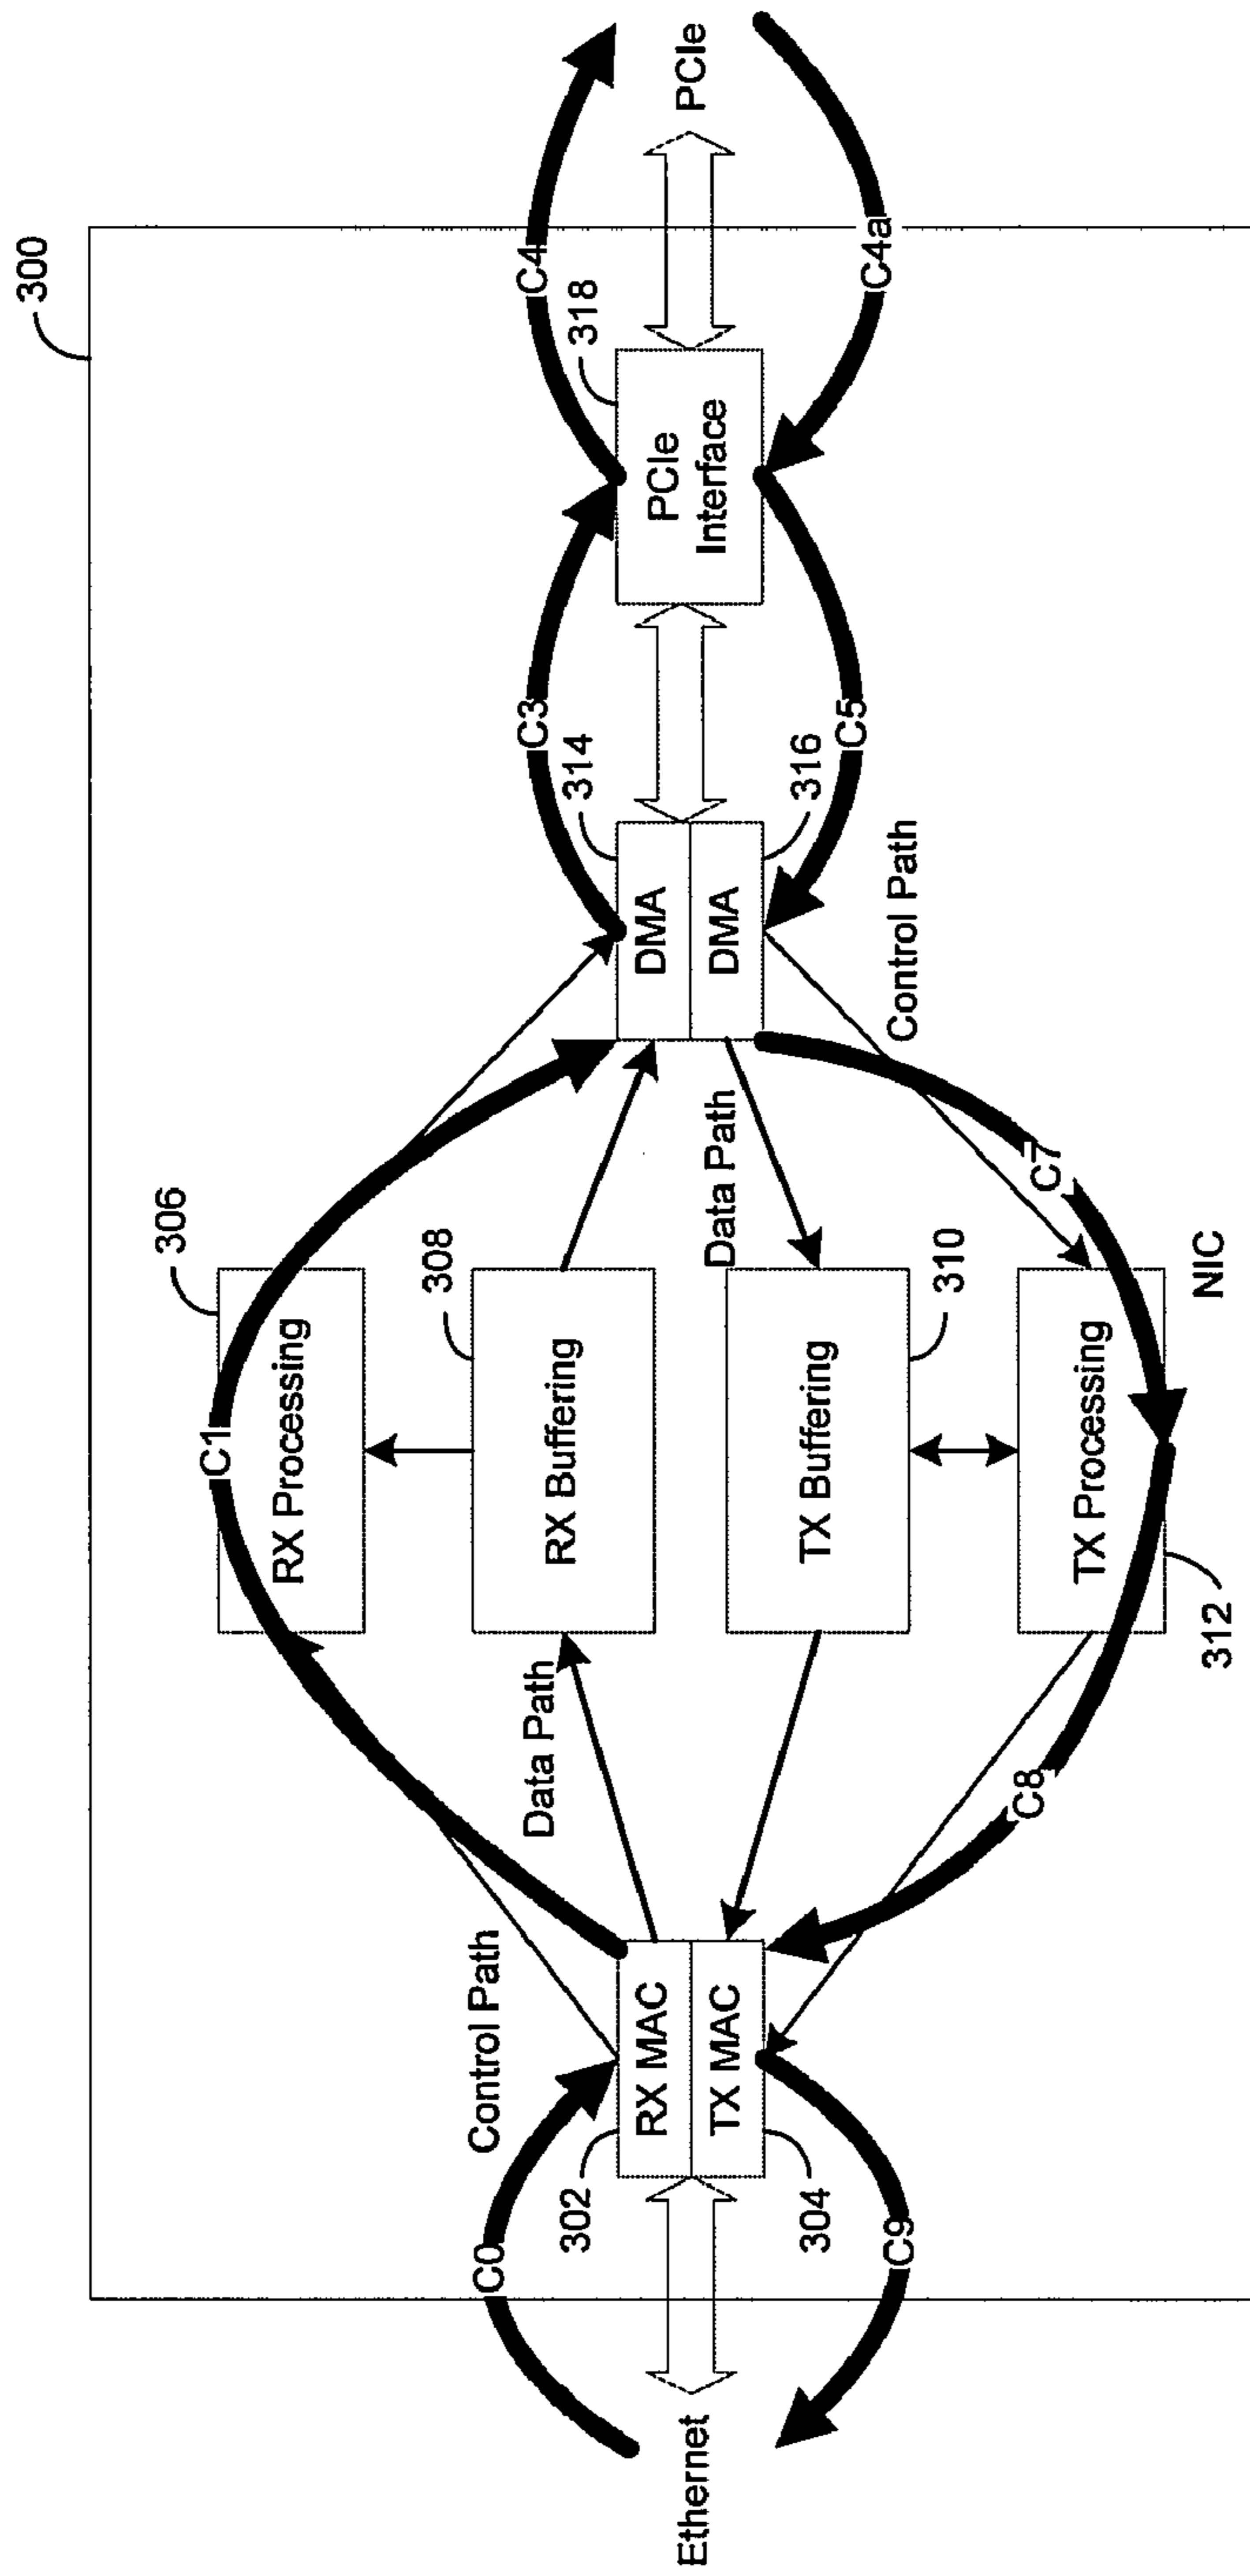 300
C0
Control Path
C1
306
RX Processing
C3
C4
302
RX MAC
Data Path
308
RX Buffering
314
DMA
318
PCIe
Interface
Ethernet
PCIe
304
TX MAC
TX Buffering
310
Data Path
DMA
316
C9
C8
TX Processing
312
C7
Control Path
C5
C4a
NIC